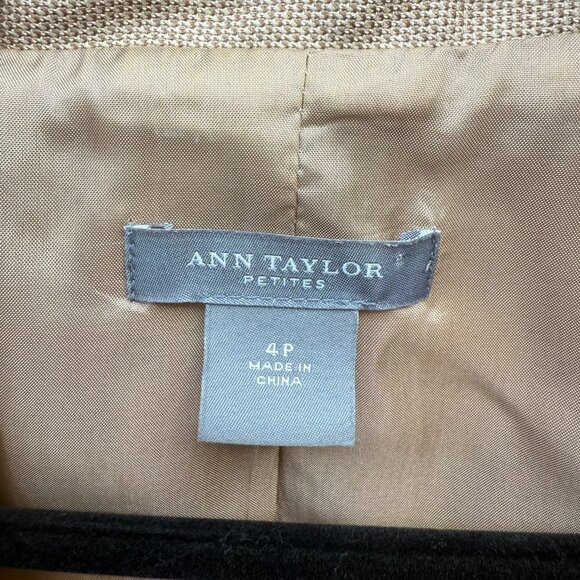 ANN TAYLOR
PETITES
4P
MADE IN
CHINA